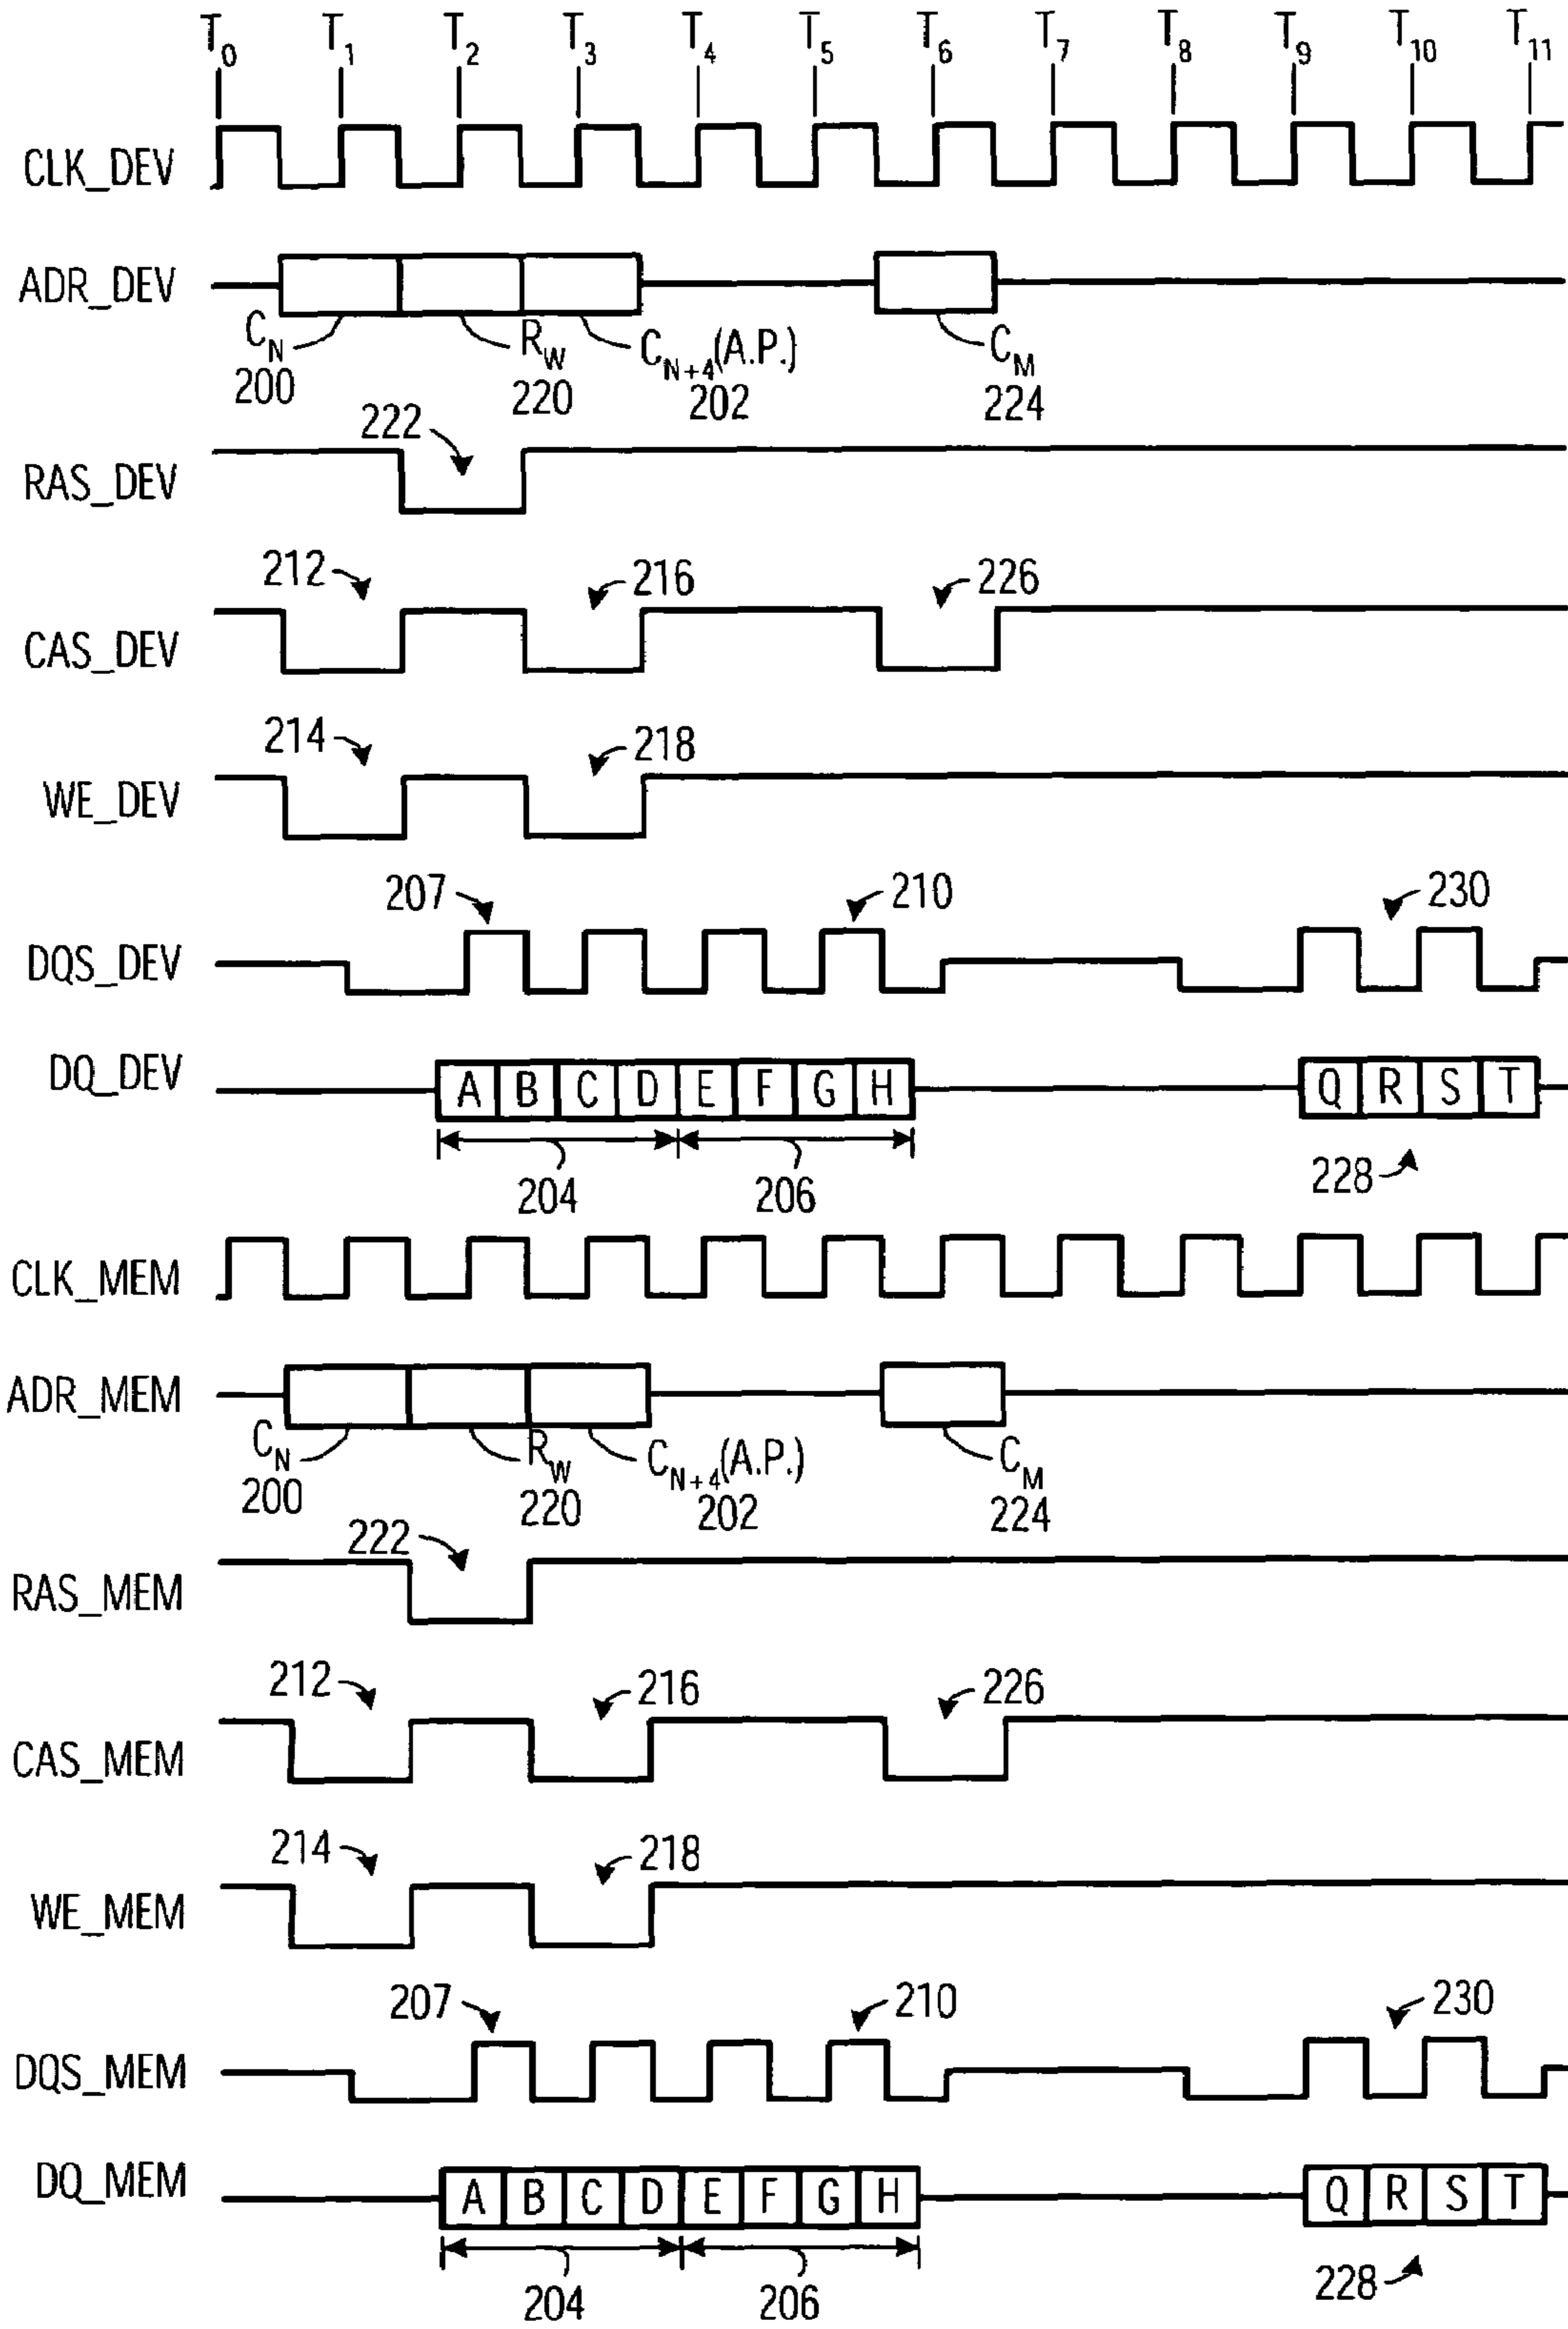 T0 T1 T2 T3 T4 T5 T6 T7 T8 T9 T10 T11
CLK_DEV
ADR_DEV
CN RW CN+4(A.P.) CM
200 220 202 224
222
RAS_DEV
212 216 226
CAS_DEV
214 218
WE_DEV
207 210 230
DQS_DEV
DQ_DEV A B C D E F G H Q R S T
204 206 228
CLK_MEM
ADR_MEM
CN RW CN+4(A.P.) CM
200 220 202 224
222
RAS_MEM
212 216 226
CAS_MEM
214 218
WE_MEM
207 210 230
DQS_MEM
DQ_MEM A B C D E F G H Q R S T
204 206 228